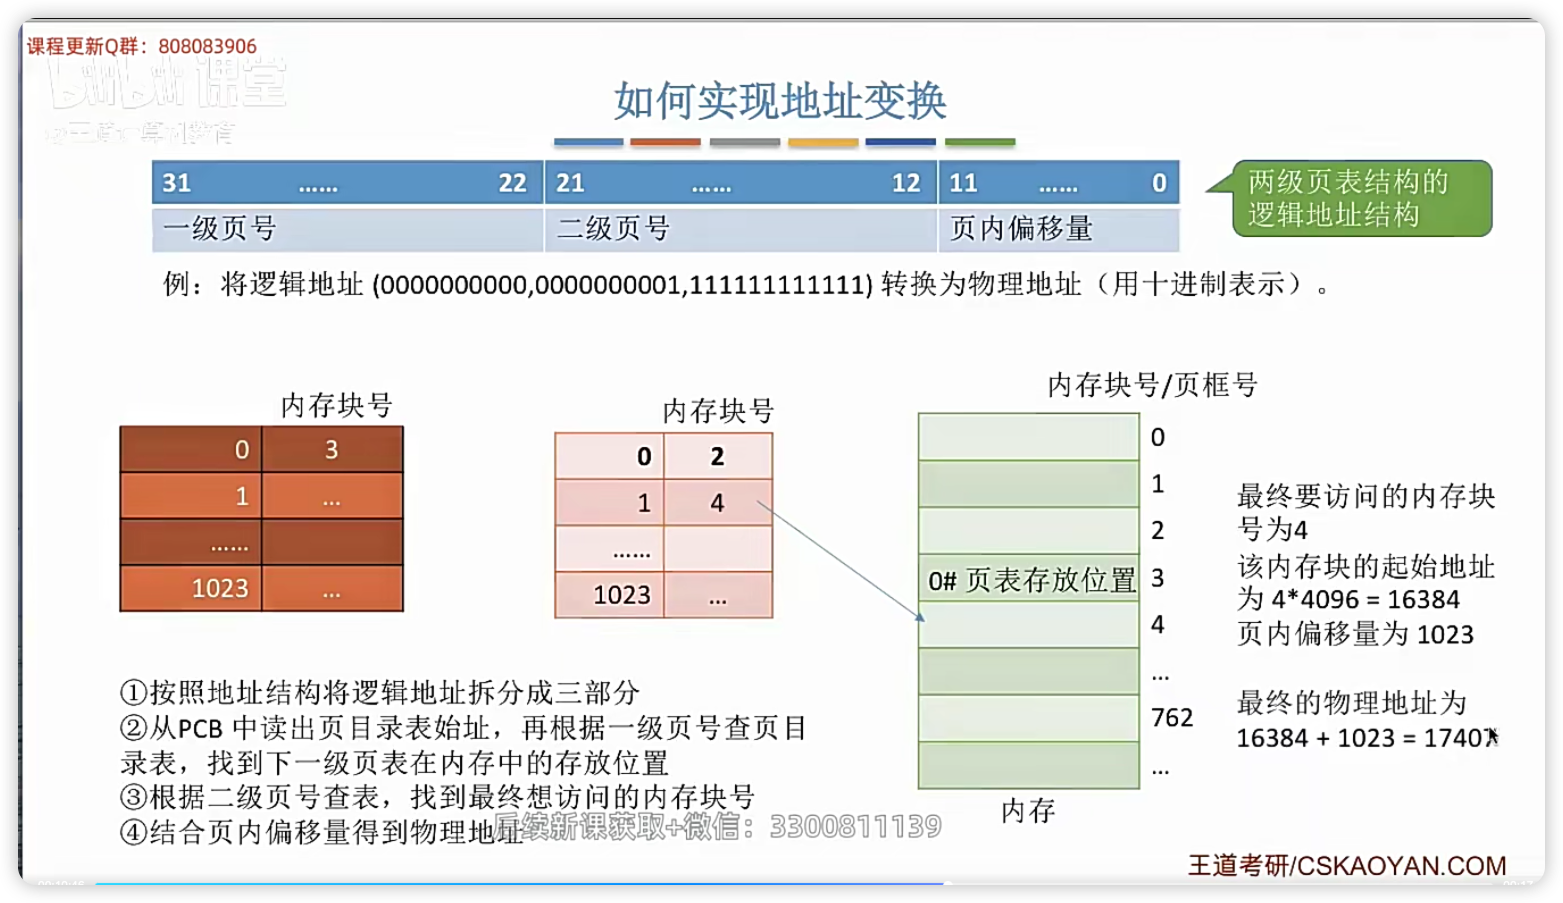 课程更新Q群：808083906
bilibili课堂
如何实现地址变换
31 …… 22 21 …… 12 11 …… 0
一级页号 二级页号 页内偏移量
两级页表结构的
逻辑地址结构
例：将逻辑地址 (0000000000,0000000001,111111111111) 转换为物理地址（用十进制表示）。
内存块号
0 3
1 …
……
1023 …
内存块号
0 2
1 4
……
1023 …
内存块号/页框号
0
1
2
0# 页表存放位置 3
4
…
762
…
内存
最终要访问的内存块
号为4
该内存块的起始地址
为 4*4096 = 16384
页内偏移量为 1023
最终的物理地址为
16384 + 1023 = 17407
①按照地址结构将逻辑地址拆分成三部分
②从PCB 中读出页目录表始址，再根据一级页号查页目
录表，找到下一级页表在内存中的存放位置
③根据二级页号查表，找到最终想访问的内存块号
④结合页内偏移量得到物理地址
后续新课获取+微信：3300811139
王道考研/CSKAOYAN.COM